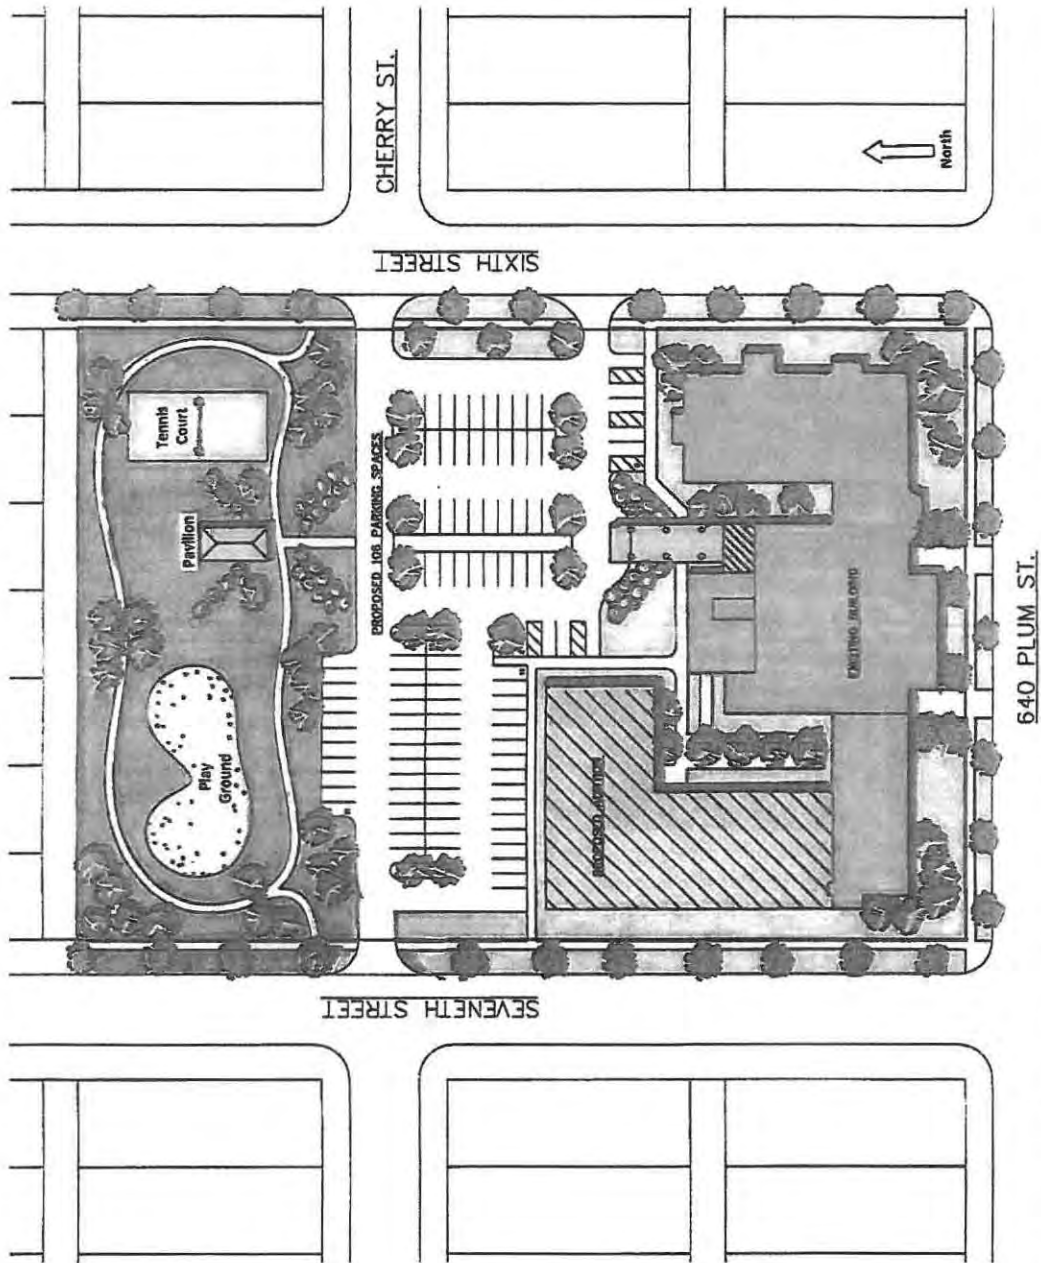 CHERRY ST.
North
SIXTH STREET
Tennis
Court
Pavilion
PROPOSED 106 PARKING SPACES
Play
Ground
EXISTING BUILDING
PROPOSED ADDITION
640 PLUM ST.
SEVENETH STREET